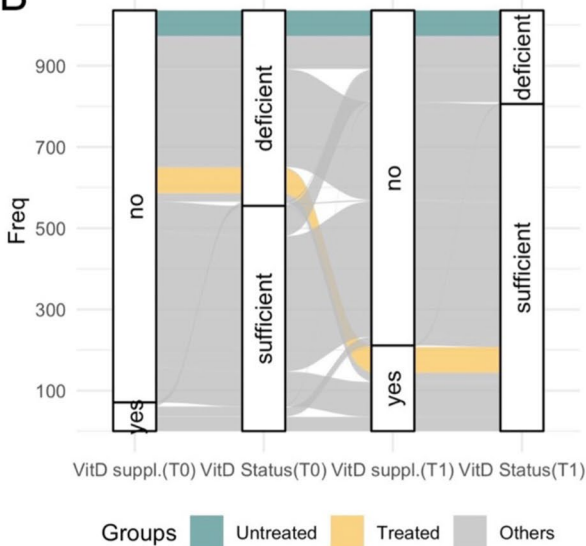 B
Freq
900
700
500
300
100
no
yes
deficient
sufficient
no
yes
deficient
sufficient
VitD suppl.(T0) VitD Status(T0) VitD suppl.(T1) VitD Status(T1)
Groups Untreated Treated Others